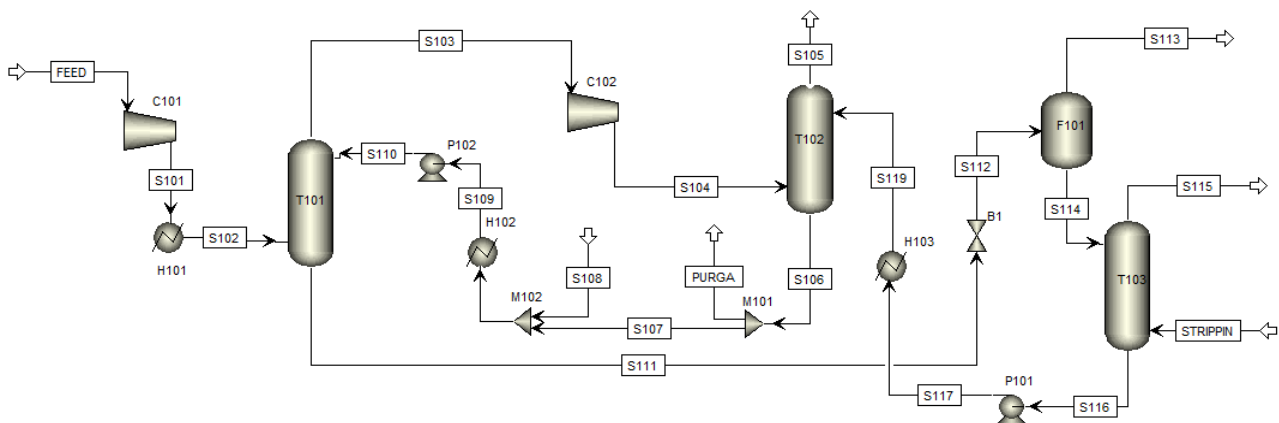 S103
S105
S113
FEED
C101
C102
F101
P102
T102
S110
S112
S101
S119
S104
S115
T101
S109
S114
B1
H102
S102
H103
S108
PURGA
S106
T103
H101
M102
M101
S107
STRIPPIN
S111
P101
S117
S116